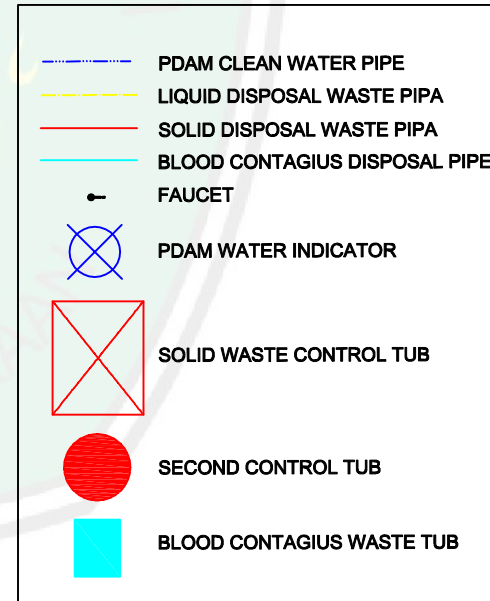 PDAM CLEAN WATER PIPE
LIQUID DISPOSAL WASTE PIPA
SOLID DISPOSAL WASTE PIPA
BLOOD CONTAGIUS DISPOSAL PIPE
FAUCET
PDAM WATER INDICATOR
SOLID WASTE CONTROL TUB
SECOND CONTROL TUB
BLOOD CONTAGIUS WASTE TUB